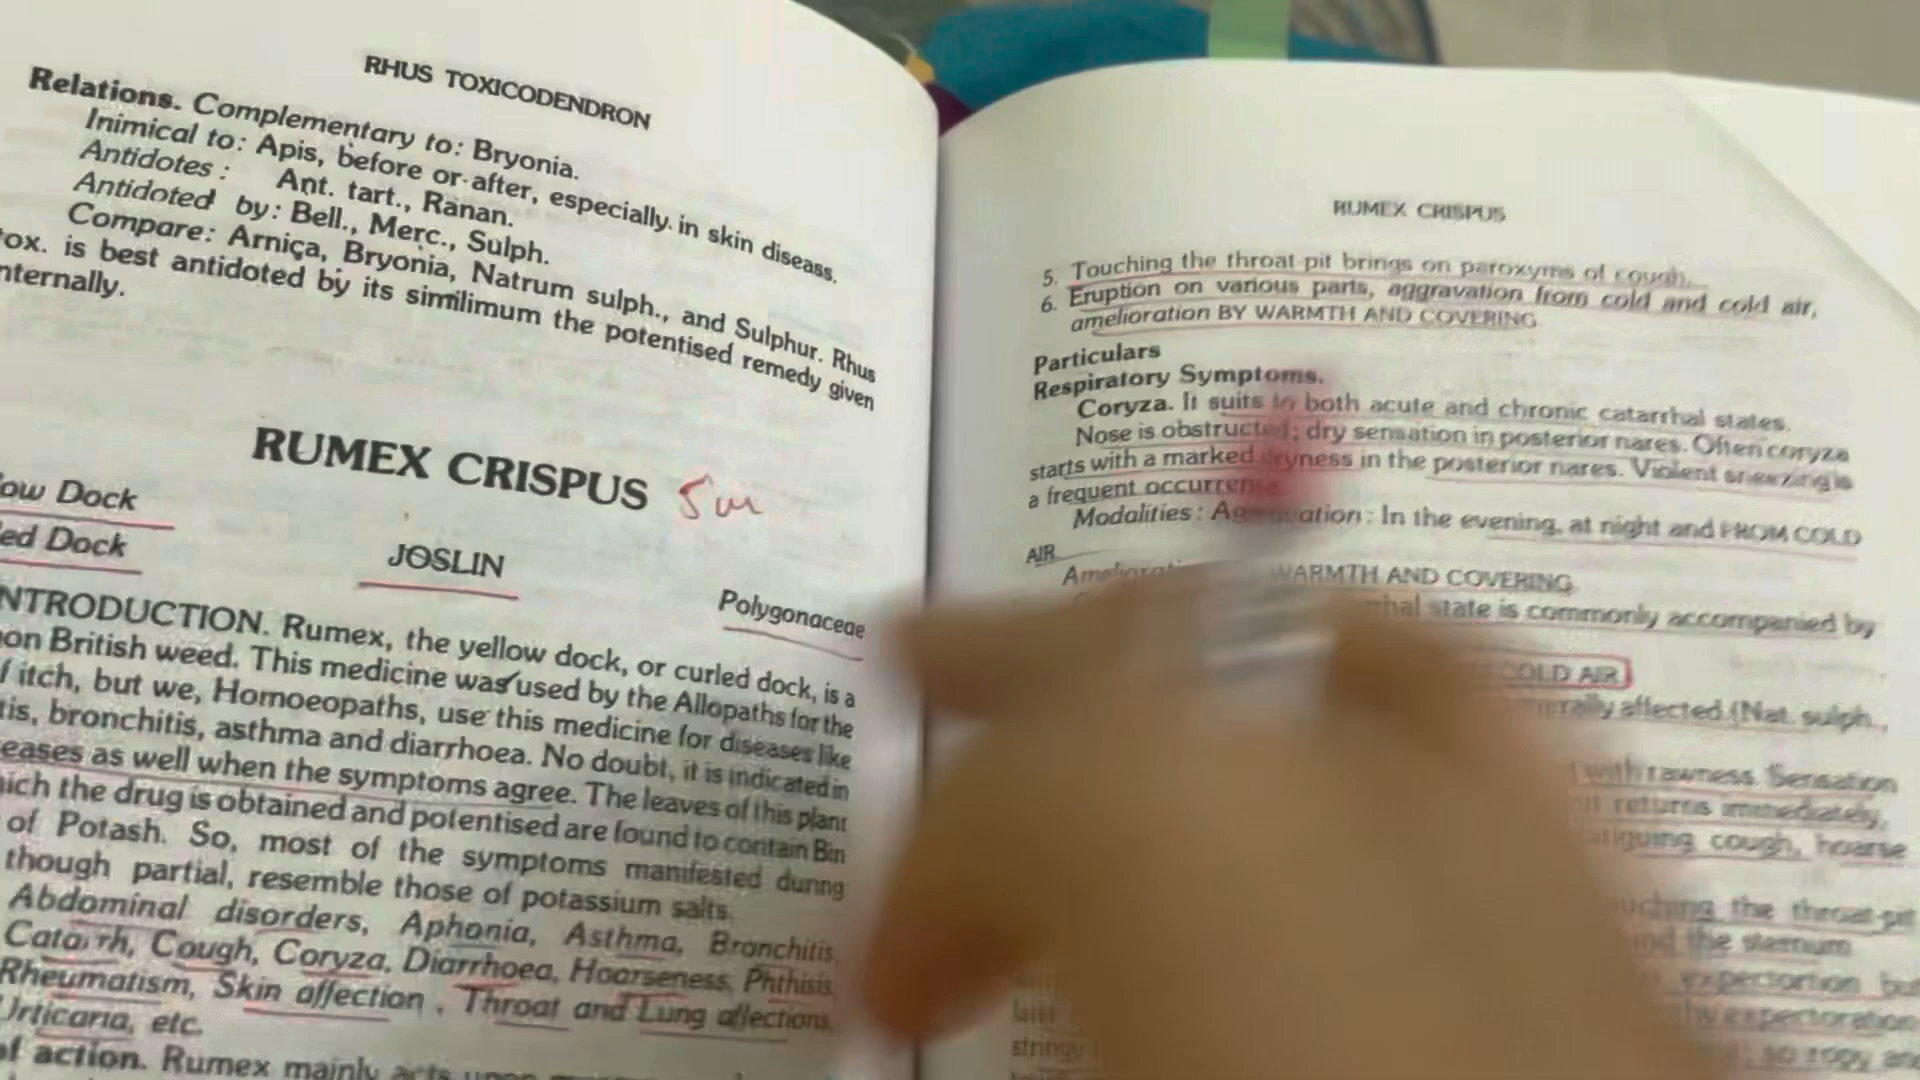 RHUS TOXICODENDRON
Relations. Complementary to: Bryonia.
Inimical to: Apis, before or after, especially in skin disease.
Antidotes : Ant. tart., Ranan.
Antidoted by: Bell., Merc., Sulph.
Compare: Arnica, Bryonia, Natrum sulph., and Sulphur. Rhus
tox. is best antidoted by its similimum the potentised remedy given
nternally.
RUMEX CRISPUS 5m
ow Dock
ed Dock
JOSLIN
Polygonaceae
NTRODUCTION. Rumex, the yellow dock, or curled dock, is a
on British weed. This medicine was used by the Allopaths for the
f itch, but we, Homoeopaths, use this medicine for diseases like
tis, bronchitis, asthma and diarrhoea. No doubt, it is indicated in
eases as well when the symptoms agree. The leaves of this plant
ich the drug is obtained and potentised are found to contain Bin
of Potash. So, most of the symptoms manifested during
though partial, resemble those of potassium salts.
Abdominal disorders, Aphonia, Asthma, Bronchitis,
Catarrh, Cough, Coryza, Diarrhoea, Hoarseness, Phthisis,
Rheumatism, Skin affection, Throat and Lung affections,
Urticaria, etc.
of action. Rumex mainly acts upon
RUMEX CRISPUS
5. Touching the throat-pit brings on paroxyms of cough.
6. Eruption on various parts, aggravation from cold and cold air,
amelioration BY WARMTH AND COVERING.
Particulars
Respiratory Symptoms.
Coryza. It suits to both acute and chronic catarrhal states.
Nose is obstructed; dry sensation in posterior nares. Often coryza
starts with a marked dryness in the posterior nares. Violent sneezing is
a frequent occurrence
Modalities : Aggravation : In the evening, at night and FROM COLD
AIR
WARMTH AND COVERING.
state is commonly accompanied by
COLD AIR
affected (Nat. sulph.,
with rawness. Sensation
it returns immediately,
cough, hoarse
the throat-pit
the sternum
but
expectoration
stringy
so ropy and